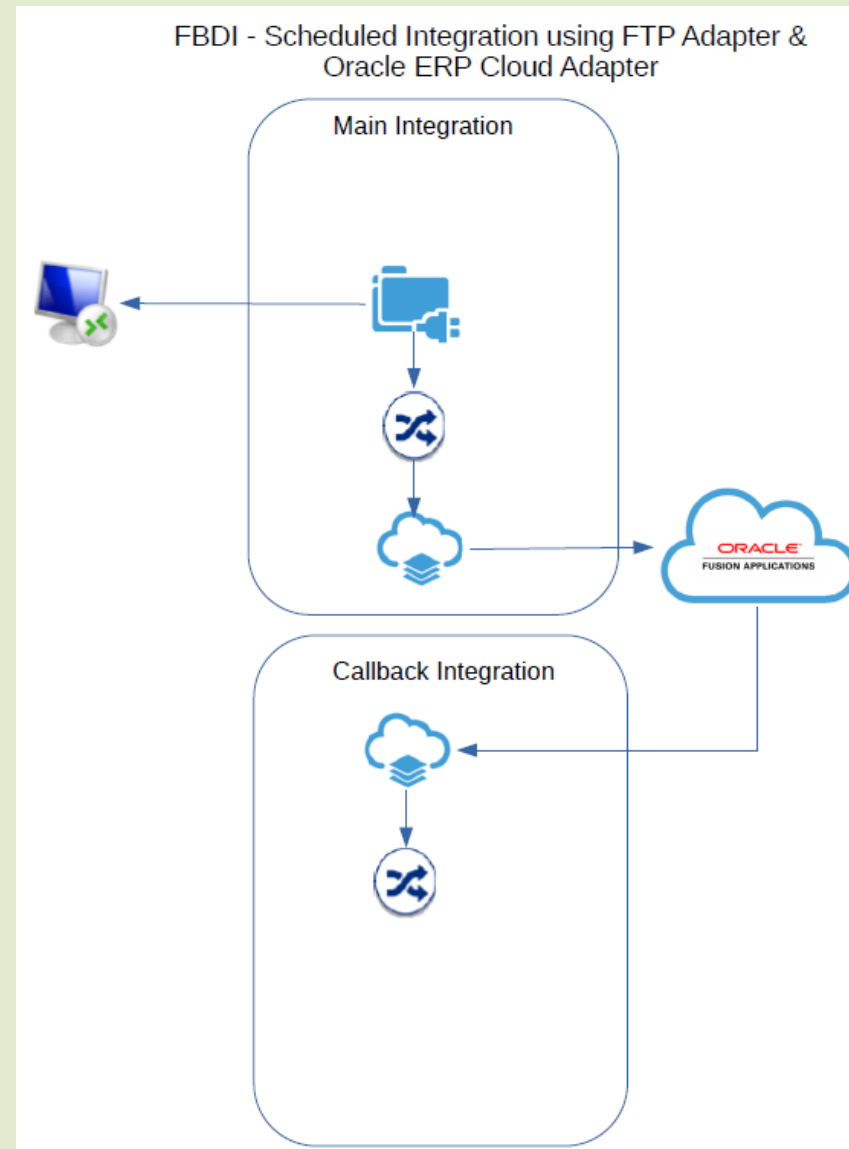 FBDI - Scheduled Integration using FTP Adapter &
Oracle ERP Cloud Adapter
Main Integration
ORACLE
FUSION APPLICATIONS
Callback Integration